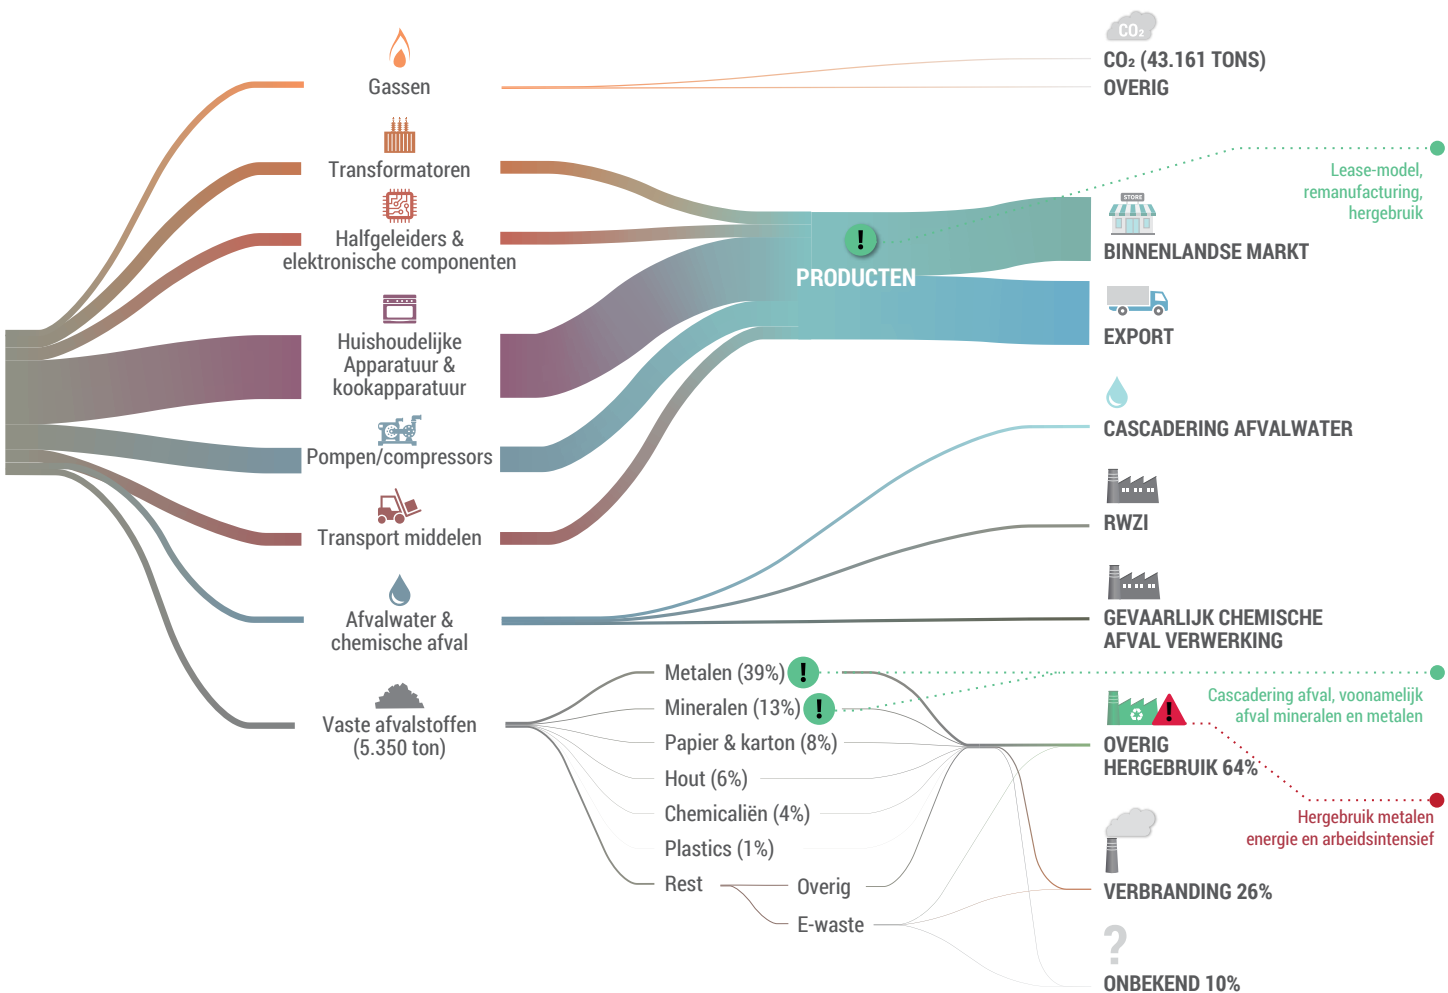 CO₂
CO₂ (43.161 TONS)
OVERIG
Gassen
Transformatoren
Halfgeleiders &
elektronische componenten
Huishoudelijke
Apparatuur &
kookapparatuur
Pompen/compressors
Transport middelen
Afvalwater &
chemische afval
Vaste afvalstoffen
(5.350 ton)
!
PRODUCTEN
Lease-model,
remanufacturing,
hergebruik
STORE
BINNENLANDSE MARKT
EXPORT
CASCADERING AFVALWATER
RWZI
GEVAARLIJK CHEMISCHE
AFVAL VERWERKING
Metalen (39%) !
Mineralen (13%) !
Papier & karton (8%)
Hout (6%)
Chemicaliën (4%)
Plastics (1%)
Rest
Overig
E-waste
Cascadering afval, voonamelijk
afval mineralen en metalen
!
OVERIG
HERGEBRUIK 64%
Hergebruik metalen
energie en arbeidsintensief
VERBRANDING 26%
?
ONBEKEND 10%